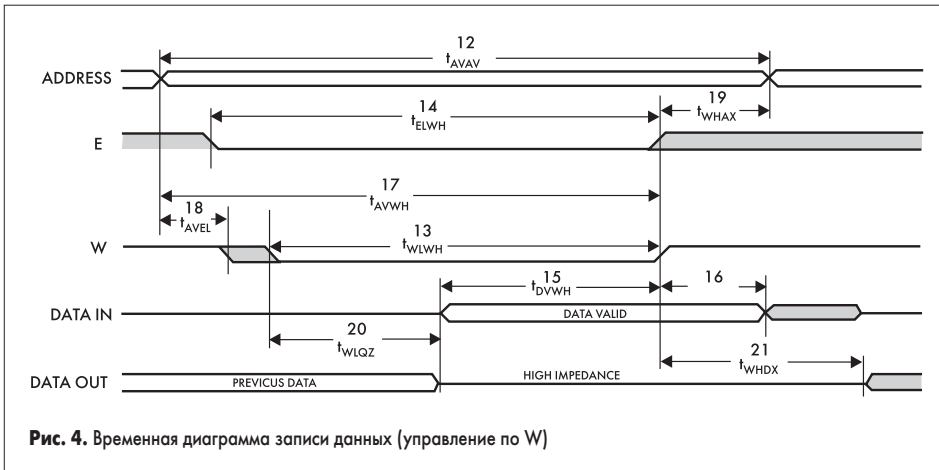 12
tAVAV
ADDRESS
14
tELWH
19
tWHAX
E
17
tAVWH
18
tAVEL
13
tWLWH
W
15
tDVWH
16
DATA IN
DATA VALID
20
tWLQZ
21
tWHDX
DATA OUT
PREVICUS DATA
HIGH IMPEDANCE
Рис. 4. Временная диаграмма записи данных (управление по W)